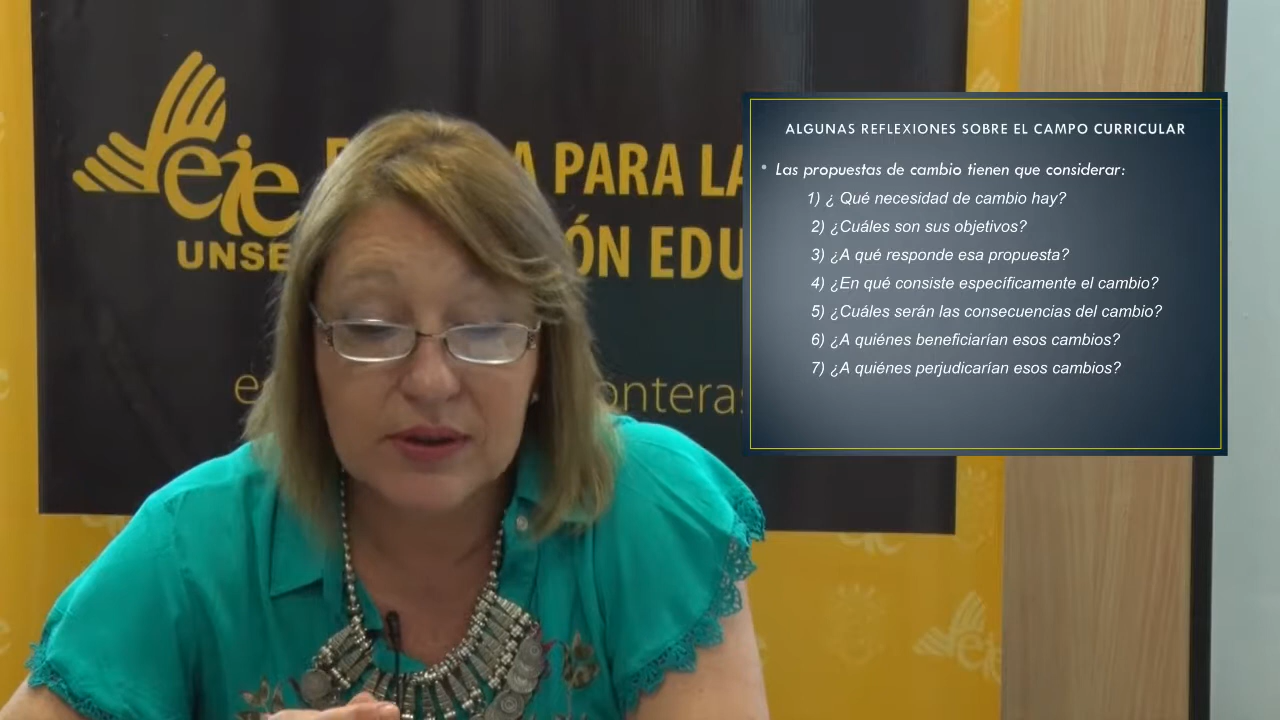 eie
UNSE
PARA LA
ÓN EDU
onteras
ALGUNAS REFLEXIONES SOBRE EL CAMPO CURRICULAR
• Las propuestas de cambio tienen que considerar:
1) ¿ Qué necesidad de cambio hay?
2) ¿Cuáles son sus objetivos?
3) ¿A qué responde esa propuesta?
4) ¿En qué consiste específicamente el cambio?
5) ¿Cuáles serán las consecuencias del cambio?
6) ¿A quiénes beneficiarían esos cambios?
7) ¿A quiénes perjudicarían esos cambios?